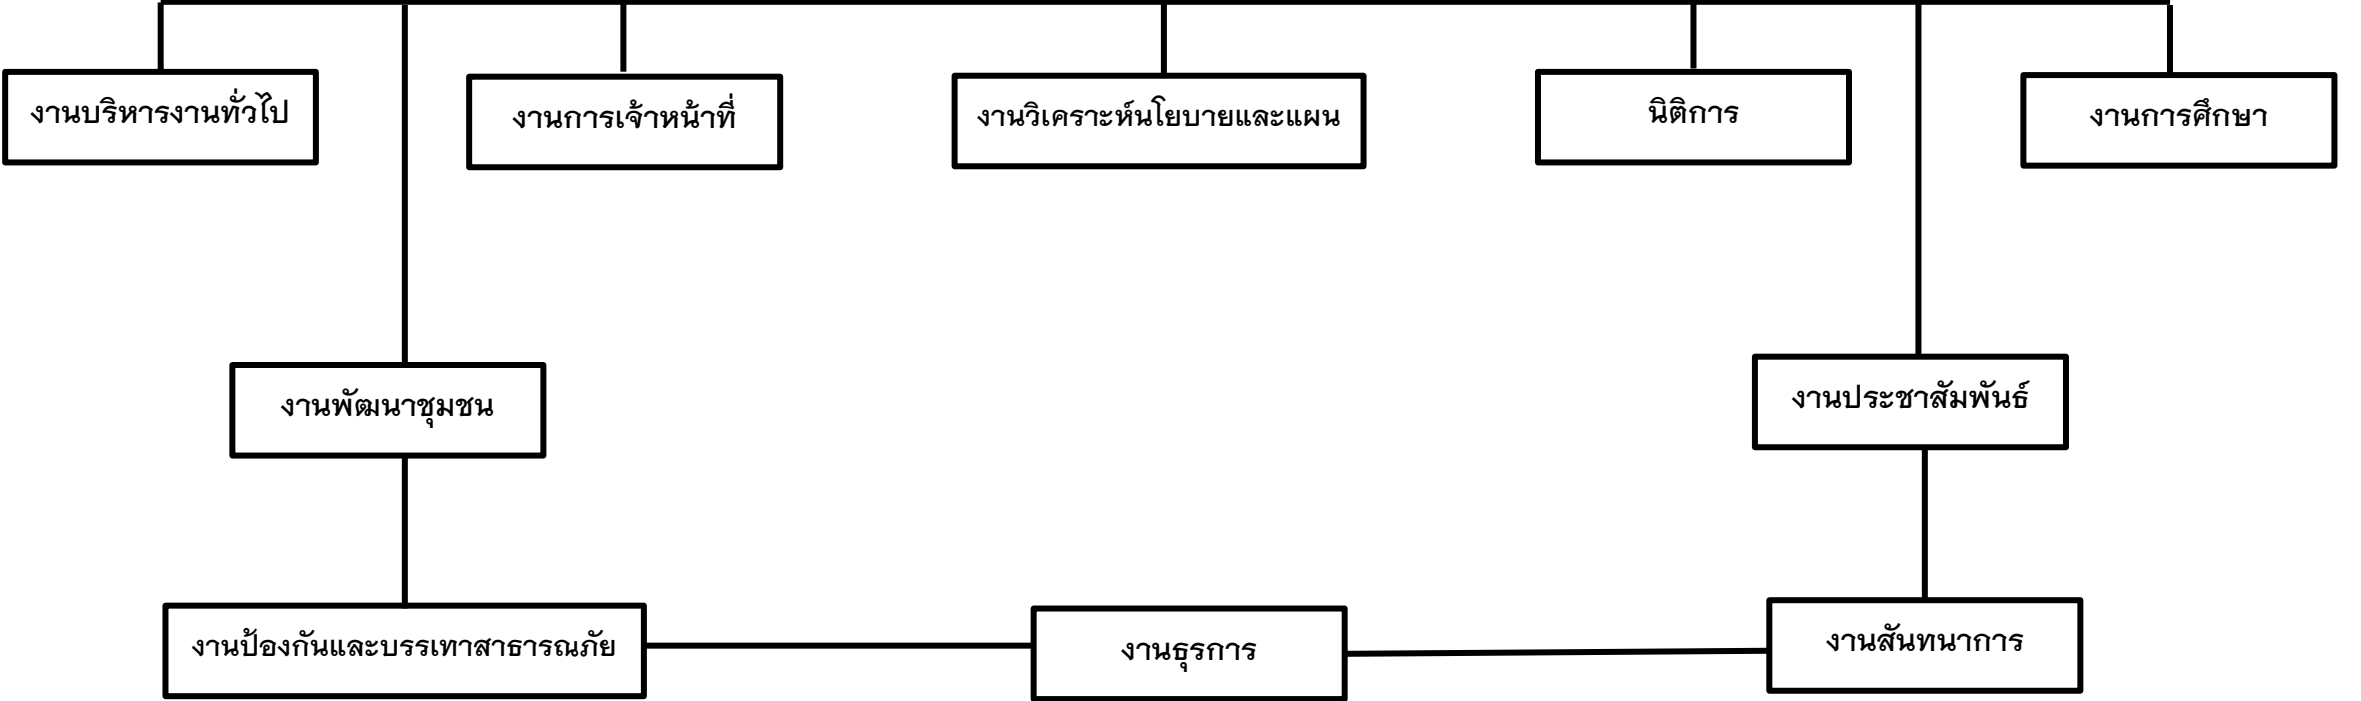 งานบริหารงานทั่วไป
งานการเจ้าหน้าที่
งานวิเคราะห์นโยบายและแผน
นิติการ
งานการศึกษา
งานพัฒนาชุมชน
งานประชาสัมพันธ์
งานป้องกันและบรรเทาสาธารณภัย
งานธุรการ
งานสันทนาการ